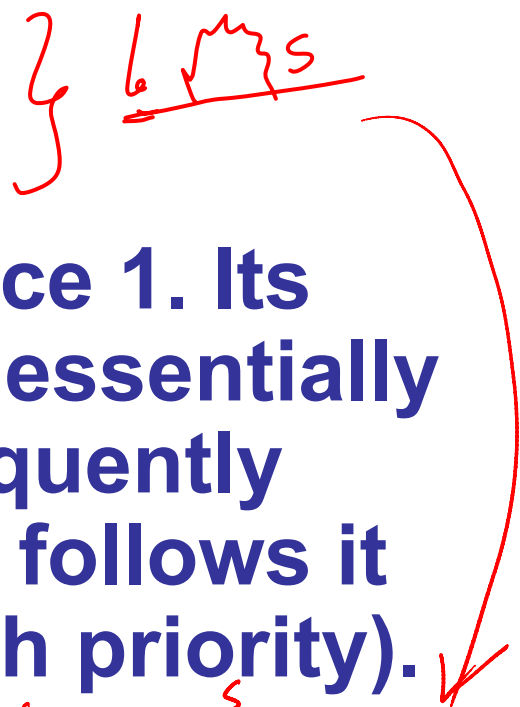 ce 1. Its
essentially
quently
follows it
h priority).